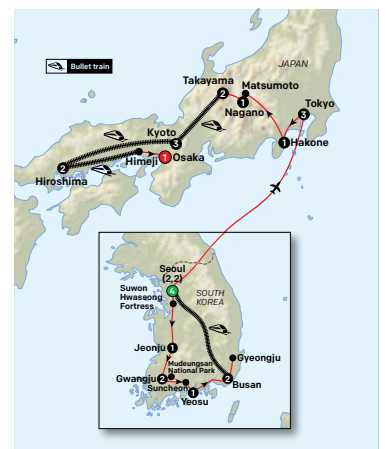 JAPAN
Bullet train
Takayama
2
Matsumoto
1
Nagano
Tokyo
3
Kyoto
3
1
Hakone
Himeji
1
Osaka
2
Hiroshima
Seoul
(2,2)
4
SOUTH
KOREA
Suwon
Hwaseong
Fortress
Jeonju
1
Gyeongju
Mudeungsan
National Park
Gwangju
2
Suncheon
2
Busan
1
Yeosu